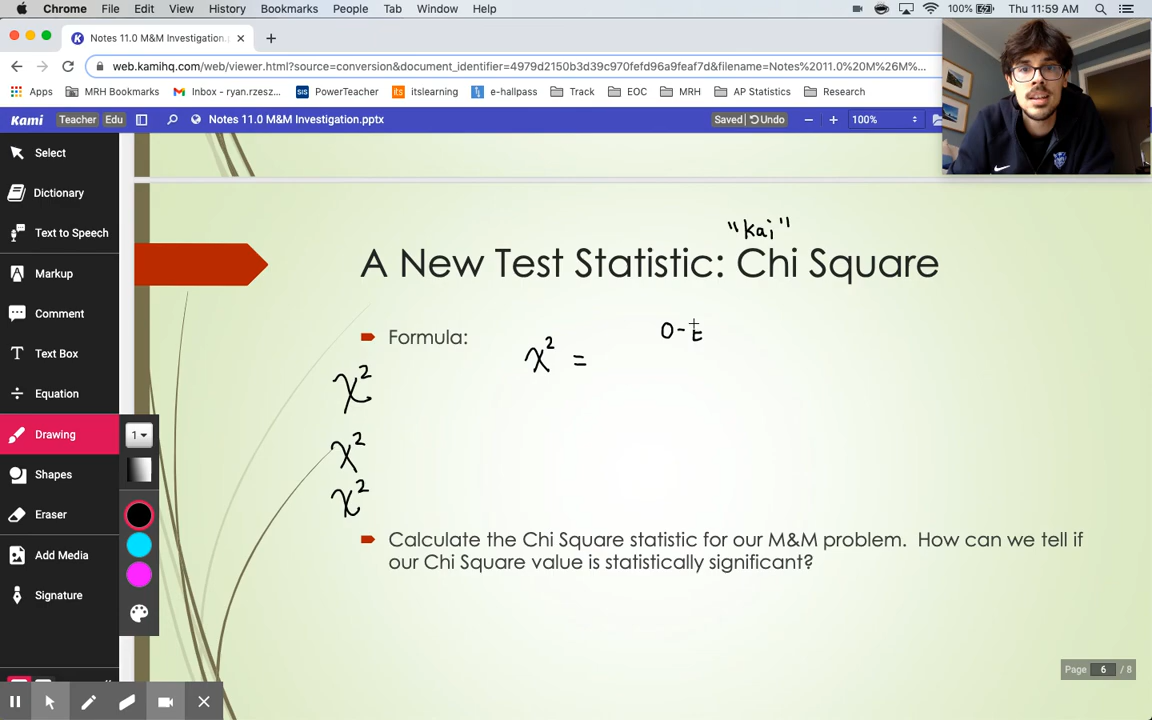 Chrome File Edit View History Bookmarks People Tab Window Help 100% Thu 11:59 AM
Notes 11.0 M&M Investigation.p
web.kamihq.com/web/viewer.html?source=conversion&document_identifier=4979d2150b3d39c970fefd96a9feaf7d&filename=Notes%2011.0%20M%26M%...
Apps MRH Bookmarks Inbox - ryan.rzesz... SIS PowerTeacher its itslearning e-hallpass Track EOC MRH AP Statistics Research
Kami Teacher Edu Notes 11.0 M&M Investigation.pptx Saved Undo 100%
Select
Dictionary
Text to Speech
Markup
Comment
Text Box
Equation
Drawing
1
Shapes
Eraser
Add Media
Signature
"kai"
A New Test Statistic: Chi Square
Formula:
χ² =
O-E
χ²
χ²
χ²
Calculate the Chi Square statistic for our M&M problem. How can we tell if
our Chi Square value is statistically significant?
Page 6 / 8